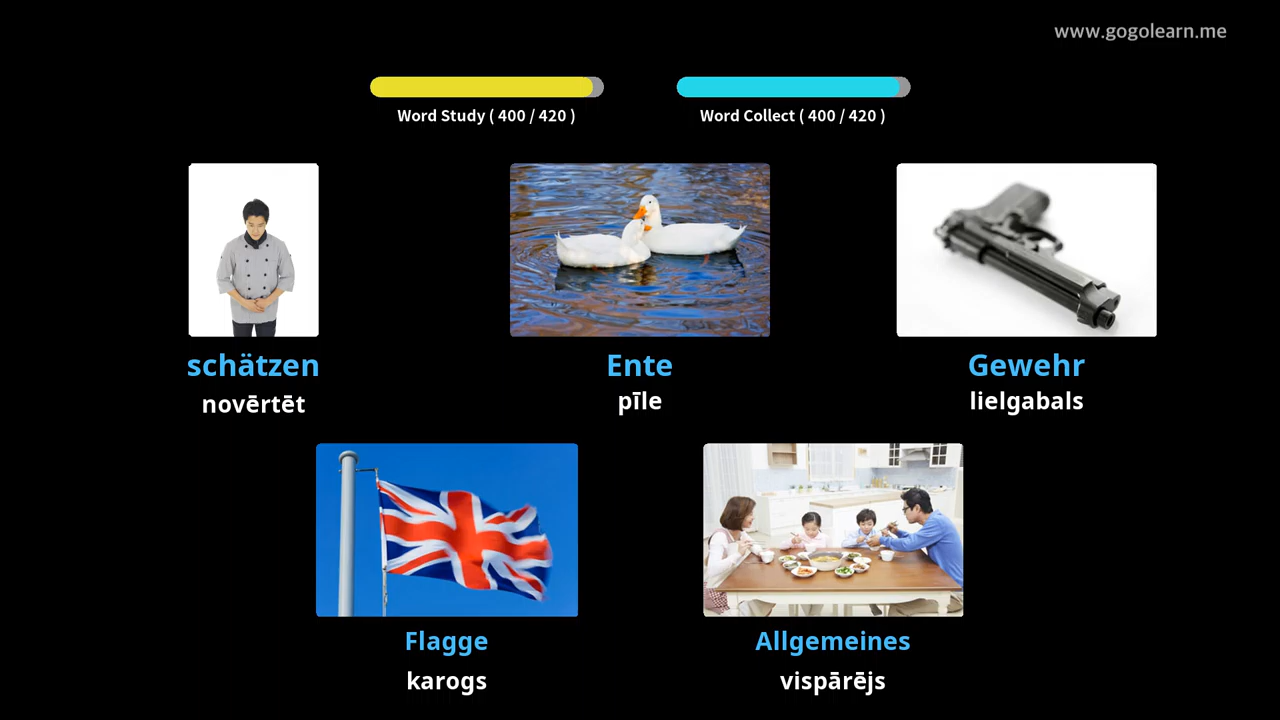 www.gogolearn.me
Word Study ( 400 / 420 )
Word Collect ( 400 / 420 )
schätzen
novērtēt
Ente
pīle
Gewehr
lielgabals
Flagge
karogs
Allgemeines
vispārējs